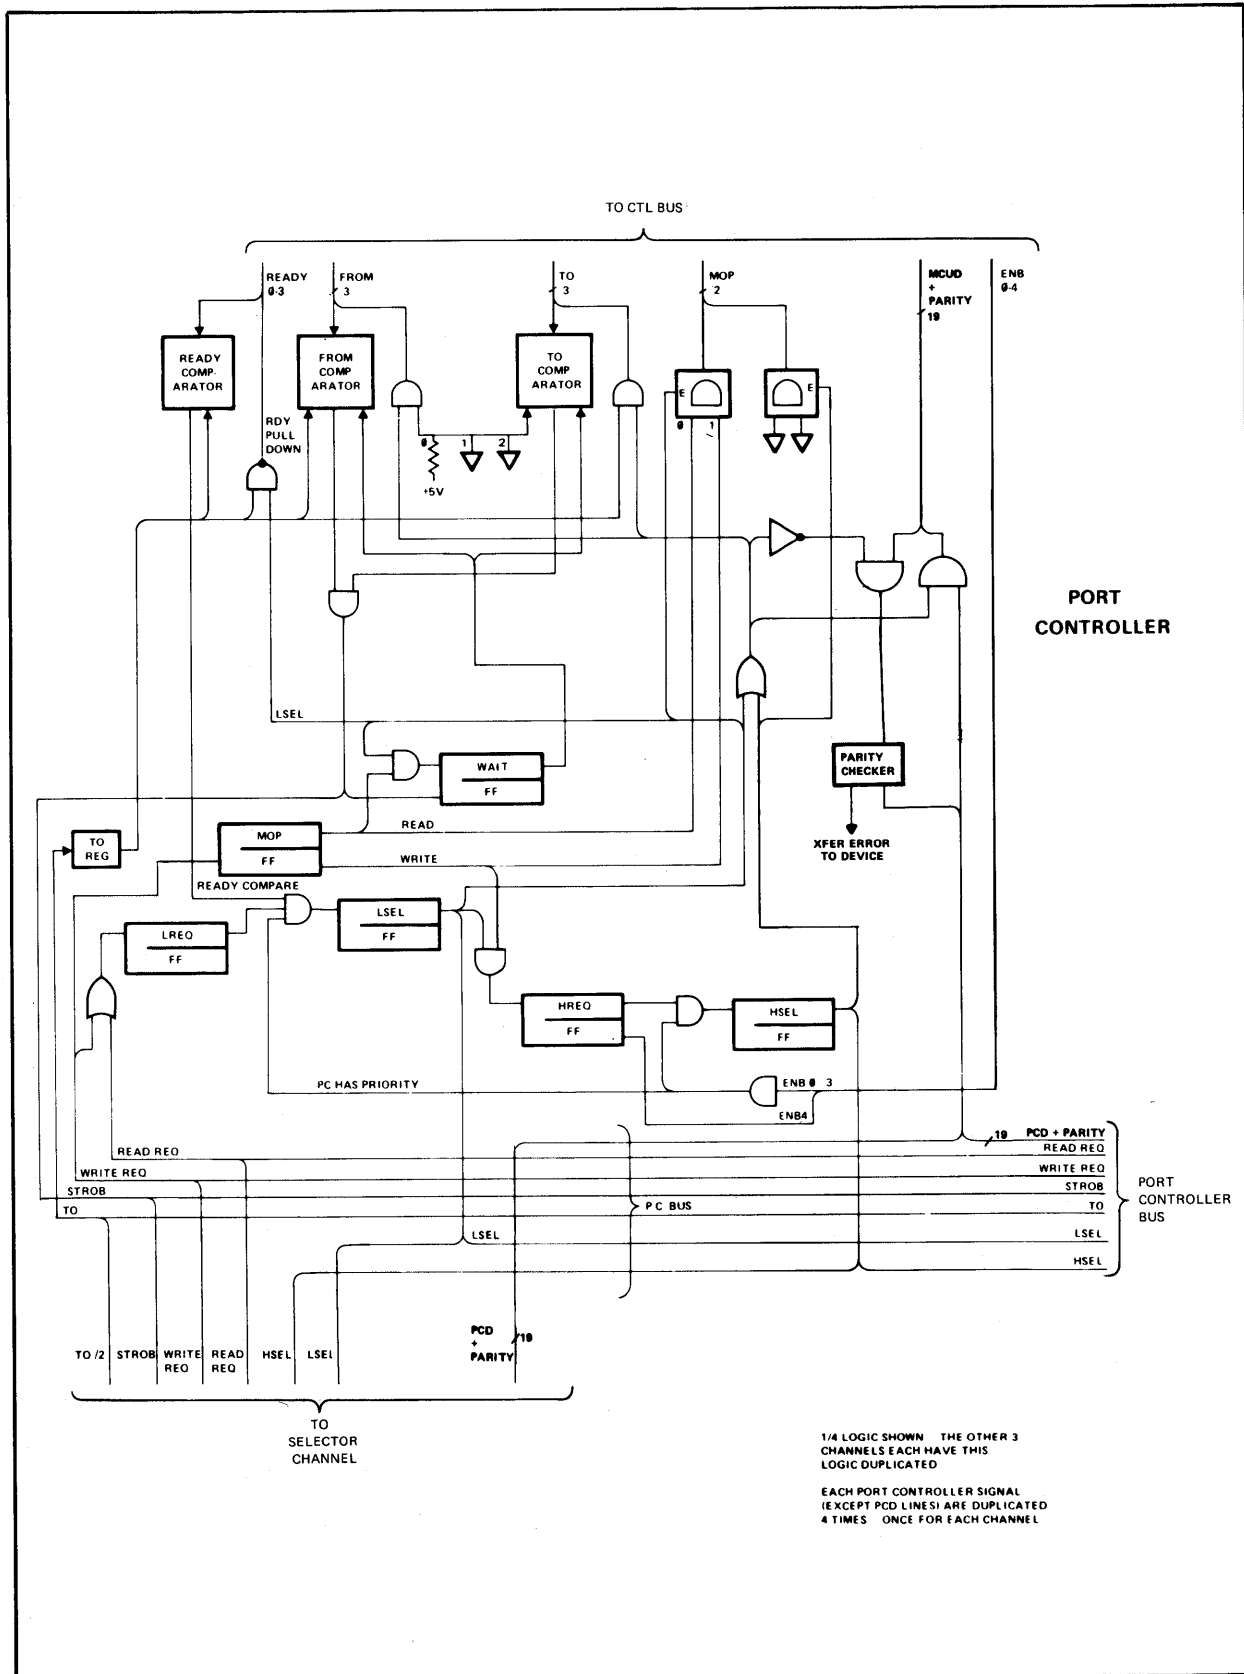 TO CTL BUS
READY
0-3
FROM
3
TO
3
MOP
2
MCUD
+
PARITY
19
ENB
0-4
READY
COMP-
ARATOR
FROM
COMP
ARATOR
TO
COMP
ARATOR
E
E
0
1
RDY
PULL
DOWN
0
1
2
+5V
PORT
CONTROLLER
LSEL
WAIT
FF
PARITY
CHECKER
XFER ERROR
TO DEVICE
TO
REG
MOP
FF
READ
WRITE
READY COMPARE
LREQ
FF
LSEL
FF
HREQ
FF
HSEL
FF
PC HAS PRIORITY
ENB 0 3
ENB4
19
PCD + PARITY
READ REQ
READ REQ
WRITE REQ
WRITE REQ
STROB
STROB
TO
TO
P C BUS
LSEL
LSEL
HSEL
PORT
CONTROLLER
BUS
TO /2
STROB
WRITE
REQ
READ
REQ
HSEL
LSEL
PCD
+
PARITY
19
TO
SELECTOR
CHANNEL
1/4 LOGIC SHOWN THE OTHER 3
CHANNELS EACH HAVE THIS
LOGIC DUPLICATED
EACH PORT CONTROLLER SIGNAL
(EXCEPT PCD LINES) ARE DUPLICATED
4 TIMES ONCE FOR EACH CHANNEL